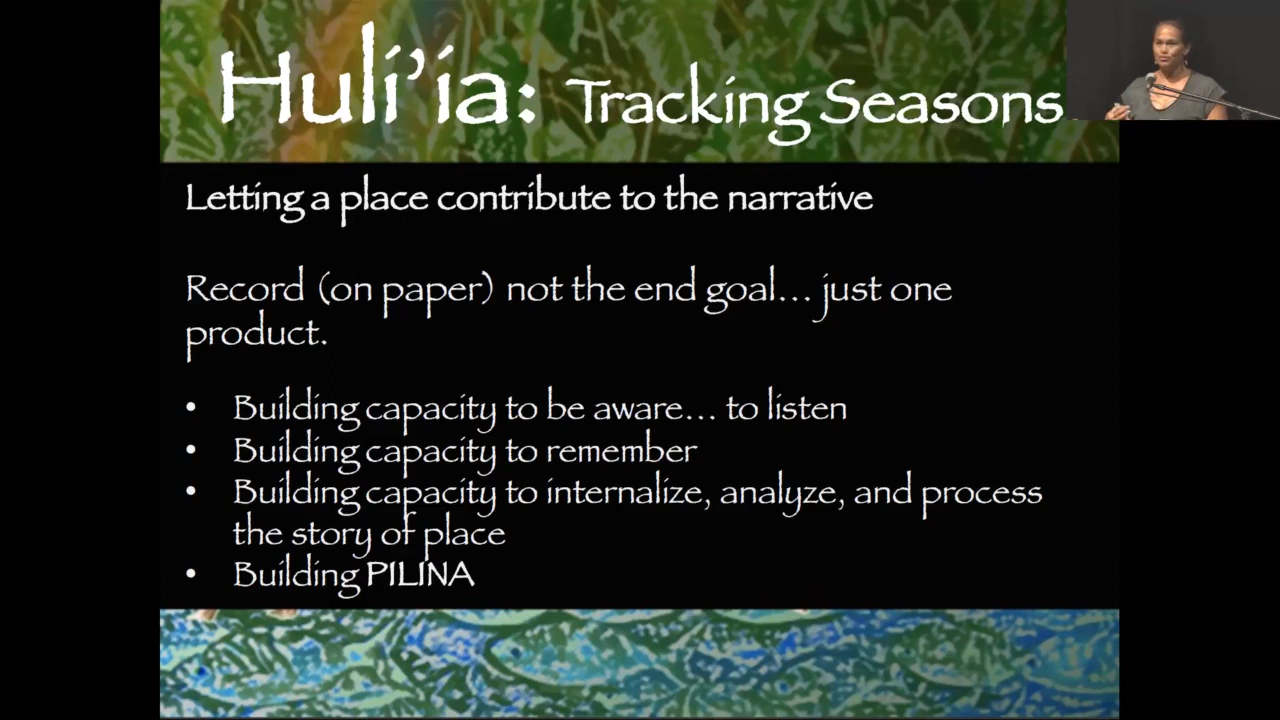 Huli’ia: Tracking Seasons
Letting a place contribute to the narrative
Record (on paper) not the end goal… just one
product.
• Building capacity to be aware… to listen
• Building capacity to remember
• Building capacity to internalize, analyze, and process
the story of place
• Building PILINA